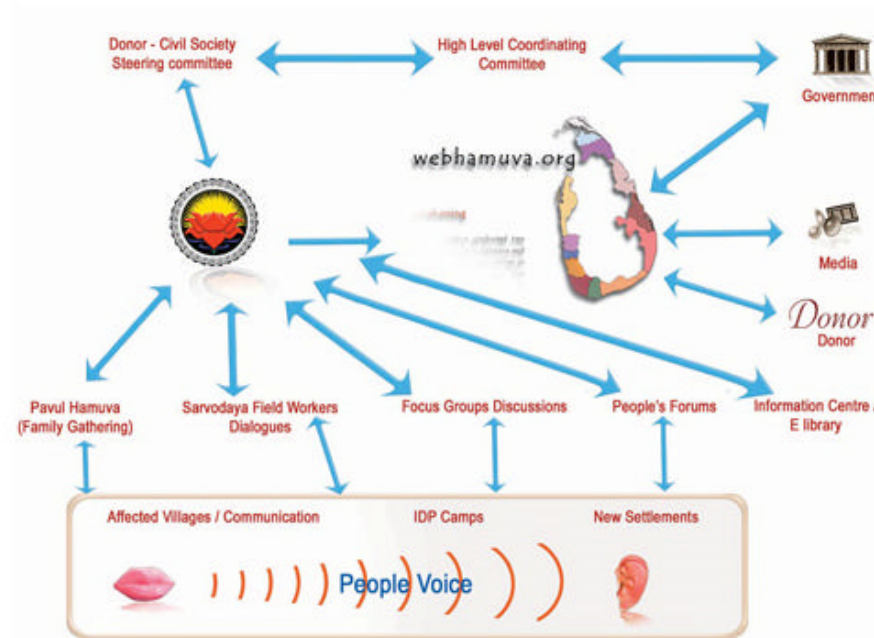 Donor - Civil Society
Steering committee
High Level Coordinating
Committee
Governmen
webhamuva.org
Media
Donor
Donor
Pavul Hamuva
(Family Gathering)
Sarvodaya Field Workers
Dialogues
Focus Groups Discussions
People's Forums
Information Centre /
E library
Affected Villages / Communication
IDP Camps
New Settlements
People Voice